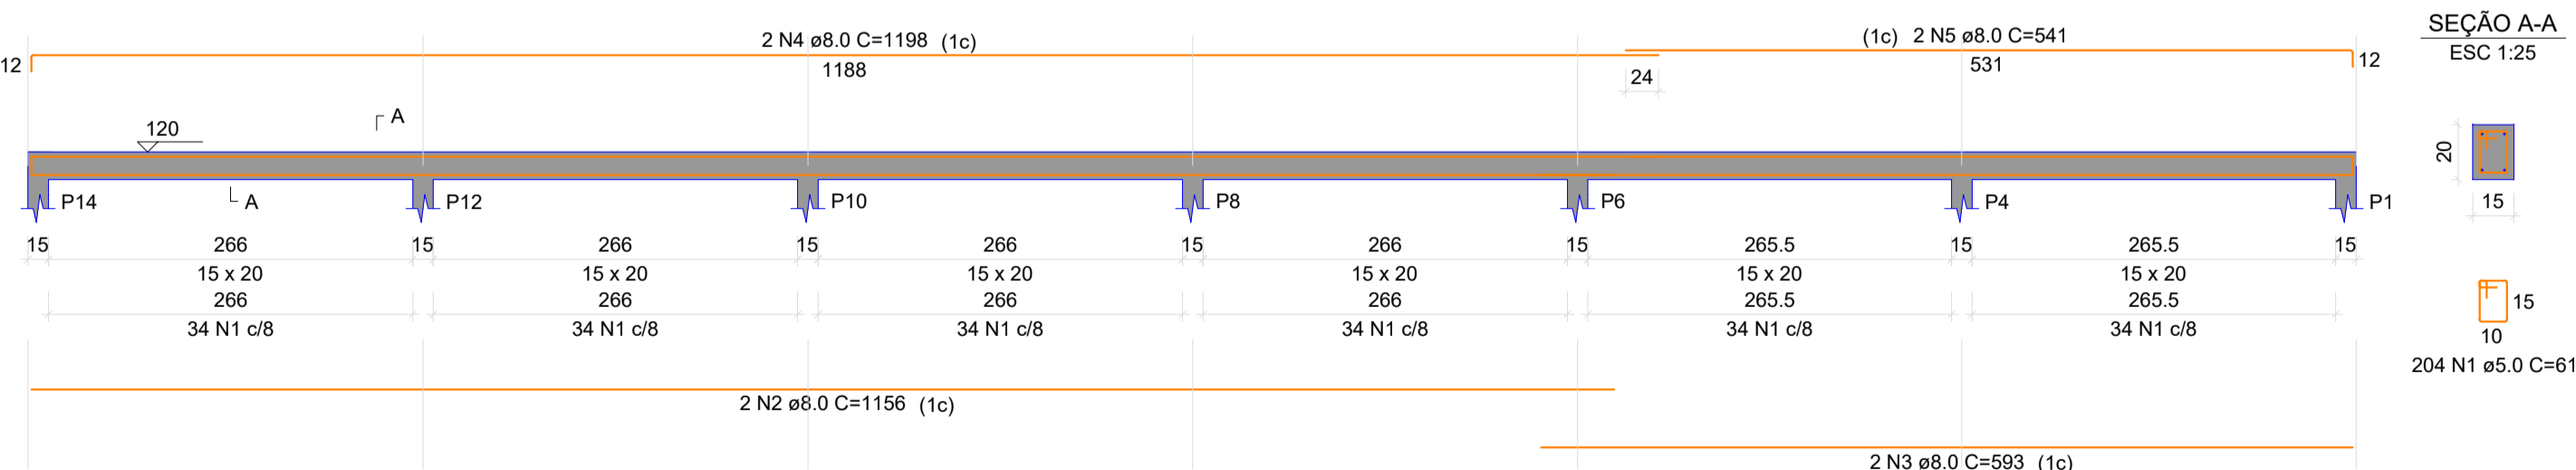 2 N4 ø8.0 C=1198 (1c)
(1c) 2 N5 ø8.0 C=541
SEÇÃO A-A
ESC 1:25
12
1188
531
12
24
A
120
20
P14
A
P12
P10
P8
P6
P4
P1
15
15 266 15 266 15 266 15 266 15 265.5 15 265.5 15
15 x 20 15 x 20 15 x 20 15 x 20 15 x 20 15 x 20
266 266 266 266 265.5 265.5
34 N1 c/8 34 N1 c/8 34 N1 c/8 34 N1 c/8 34 N1 c/8 34 N1 c/8
15
10
204 N1 ø5.0 C=61
2 N2 ø8.0 C=1156 (1c)
2 N3 ø8.0 C=593 (1c)